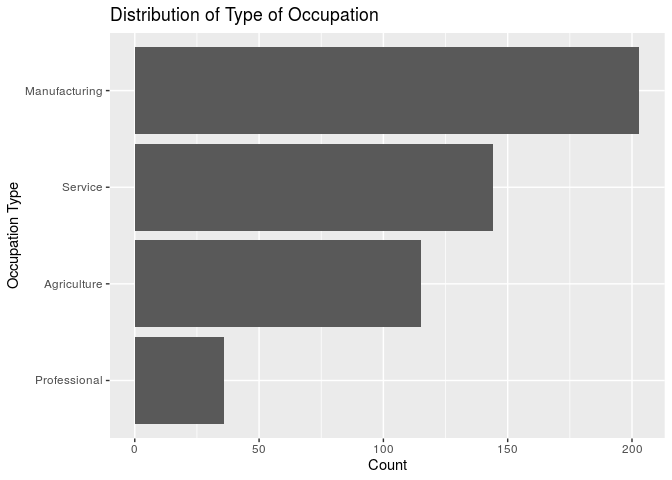 Distribution of Type of Occupation
Occupation Type
Manufacturing
Service
Agriculture
Professional
0 50 100 150 200
Count